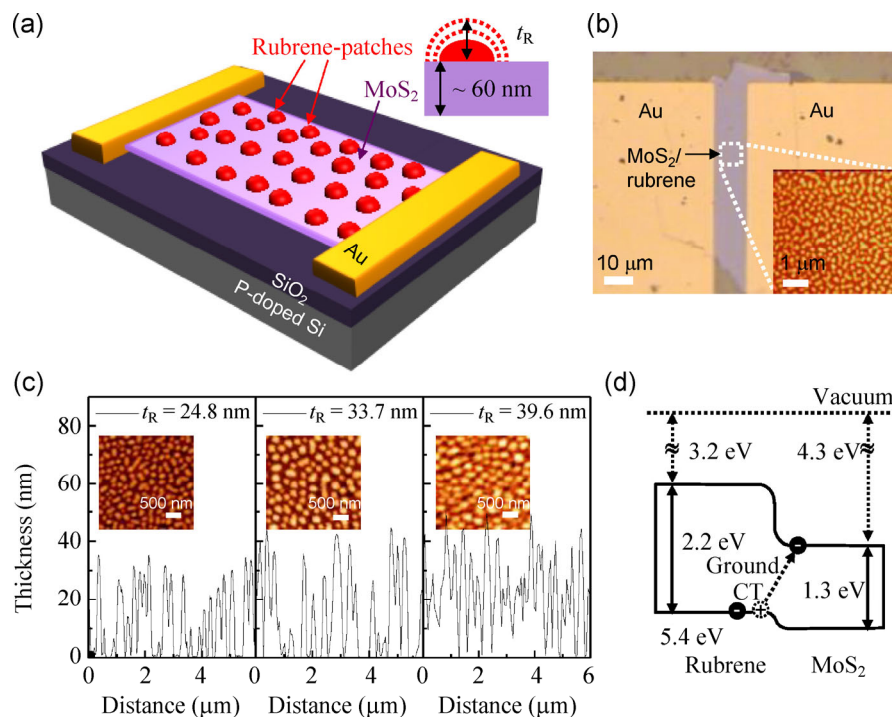 (a)
Rubrene-patches
MoS₂
t_R
~ 60 nm
Au
SiO₂
P-doped Si
(b)
Au
Au
MoS₂/
rubrene
10 μm
1 μm
(c)
Thickness (nm)
80
60
40
20
0
t_R = 24.8 nm
t_R = 33.7 nm
t_R = 39.6 nm
500 nm
500 nm
500 nm
0 2 4 0 2 4 6 0 2 4 6
Distance (μm)
Distance (μm)
Distance (μm)
(d)
Vacuum
3.2 eV
4.3 eV
2.2 eV
Ground
CT
1.3 eV
5.4 eV
Rubrene
MoS₂